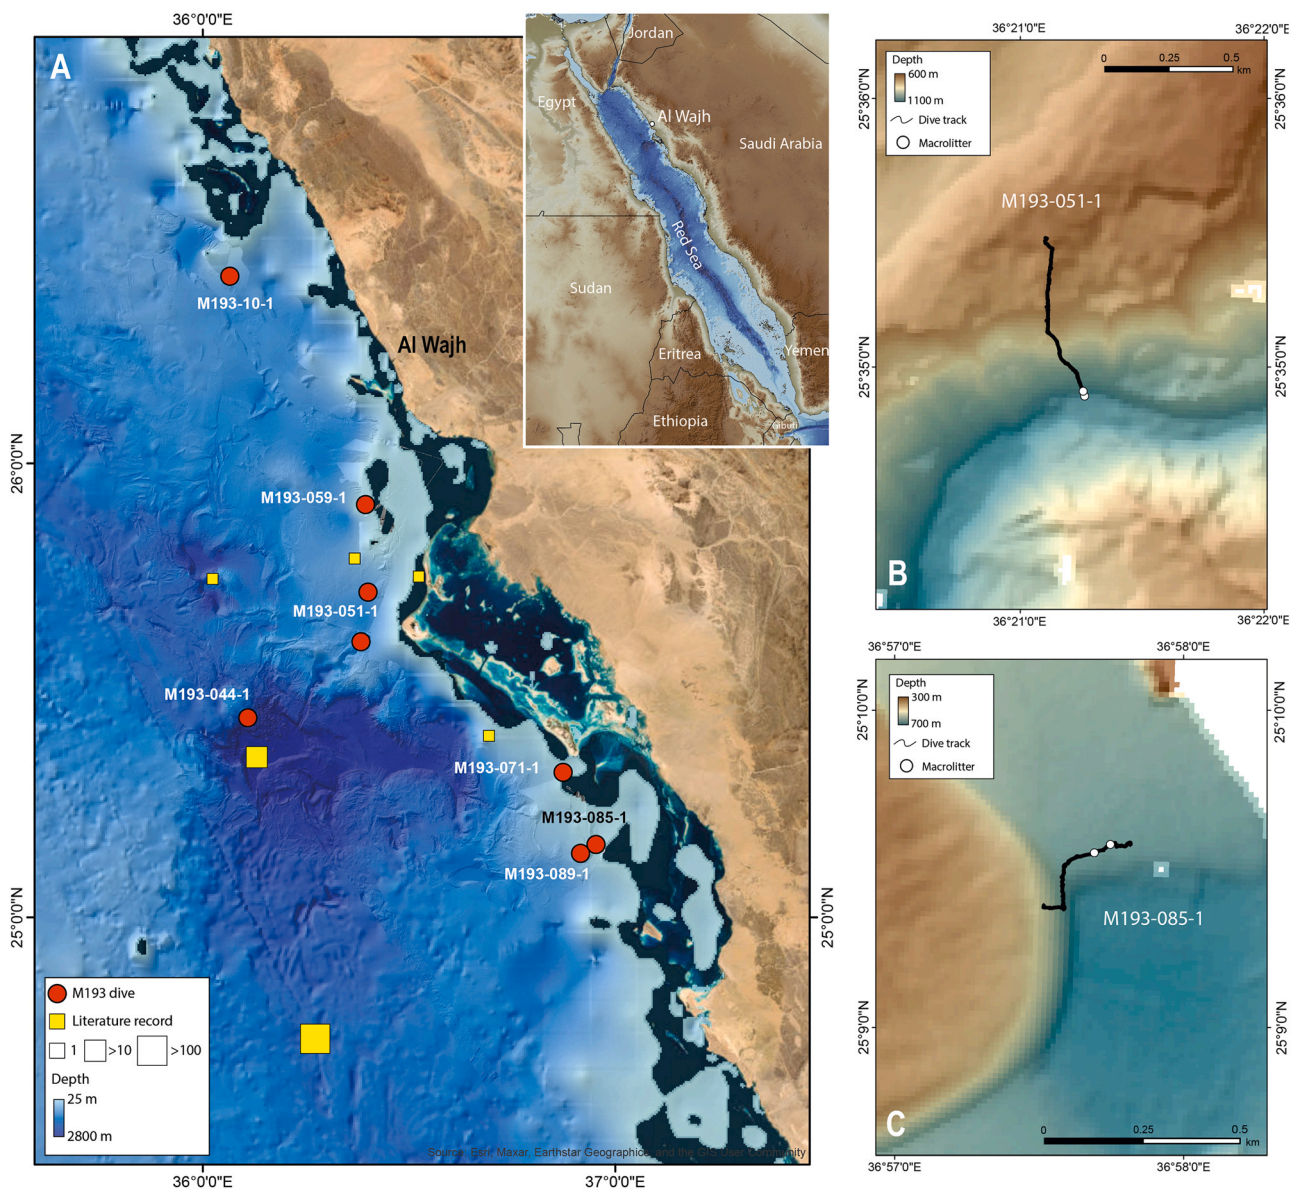 36°0'0"E
A
26°0'0"N
25°0'0"N
M193-10-1
Al Wajh
M193-059-1
M193-051-1
M193-044-1
M193-071-1
M193-085-1
M193-089-1
M193 dive
Literature record
1 >10 >100
Depth
25 m
2800 m
Source: Esri, Maxar, Earthstar Geographics, and the GIS User Community
25°0'0"N
36°0'0"E
37°0'0"E
Jordan
Egypt
Al Wajh
Saudi Arabia
Red Sea
Sudan
Eritrea
Yemen
Ethiopia
Gibuti
36°21'0"E
36°22'0"E
Depth
600 m
1100 m
Dive track
Macrolitter
0 0.25 0.5
km
25°36'0"N
25°36'0"N
M193-051-1
25°35'0"N
25°35'0"N
B
36°21'0"E
36°22'0"E
36°57'0"E
36°58'0"E
Depth
300 m
700 m
Dive track
Macrolitter
25°10'0"N
25°10'0"N
M193-085-1
25°9'0"N
25°9'0"N
C
0 0.25 0.5
km
36°57'0"E
36°58'0"E